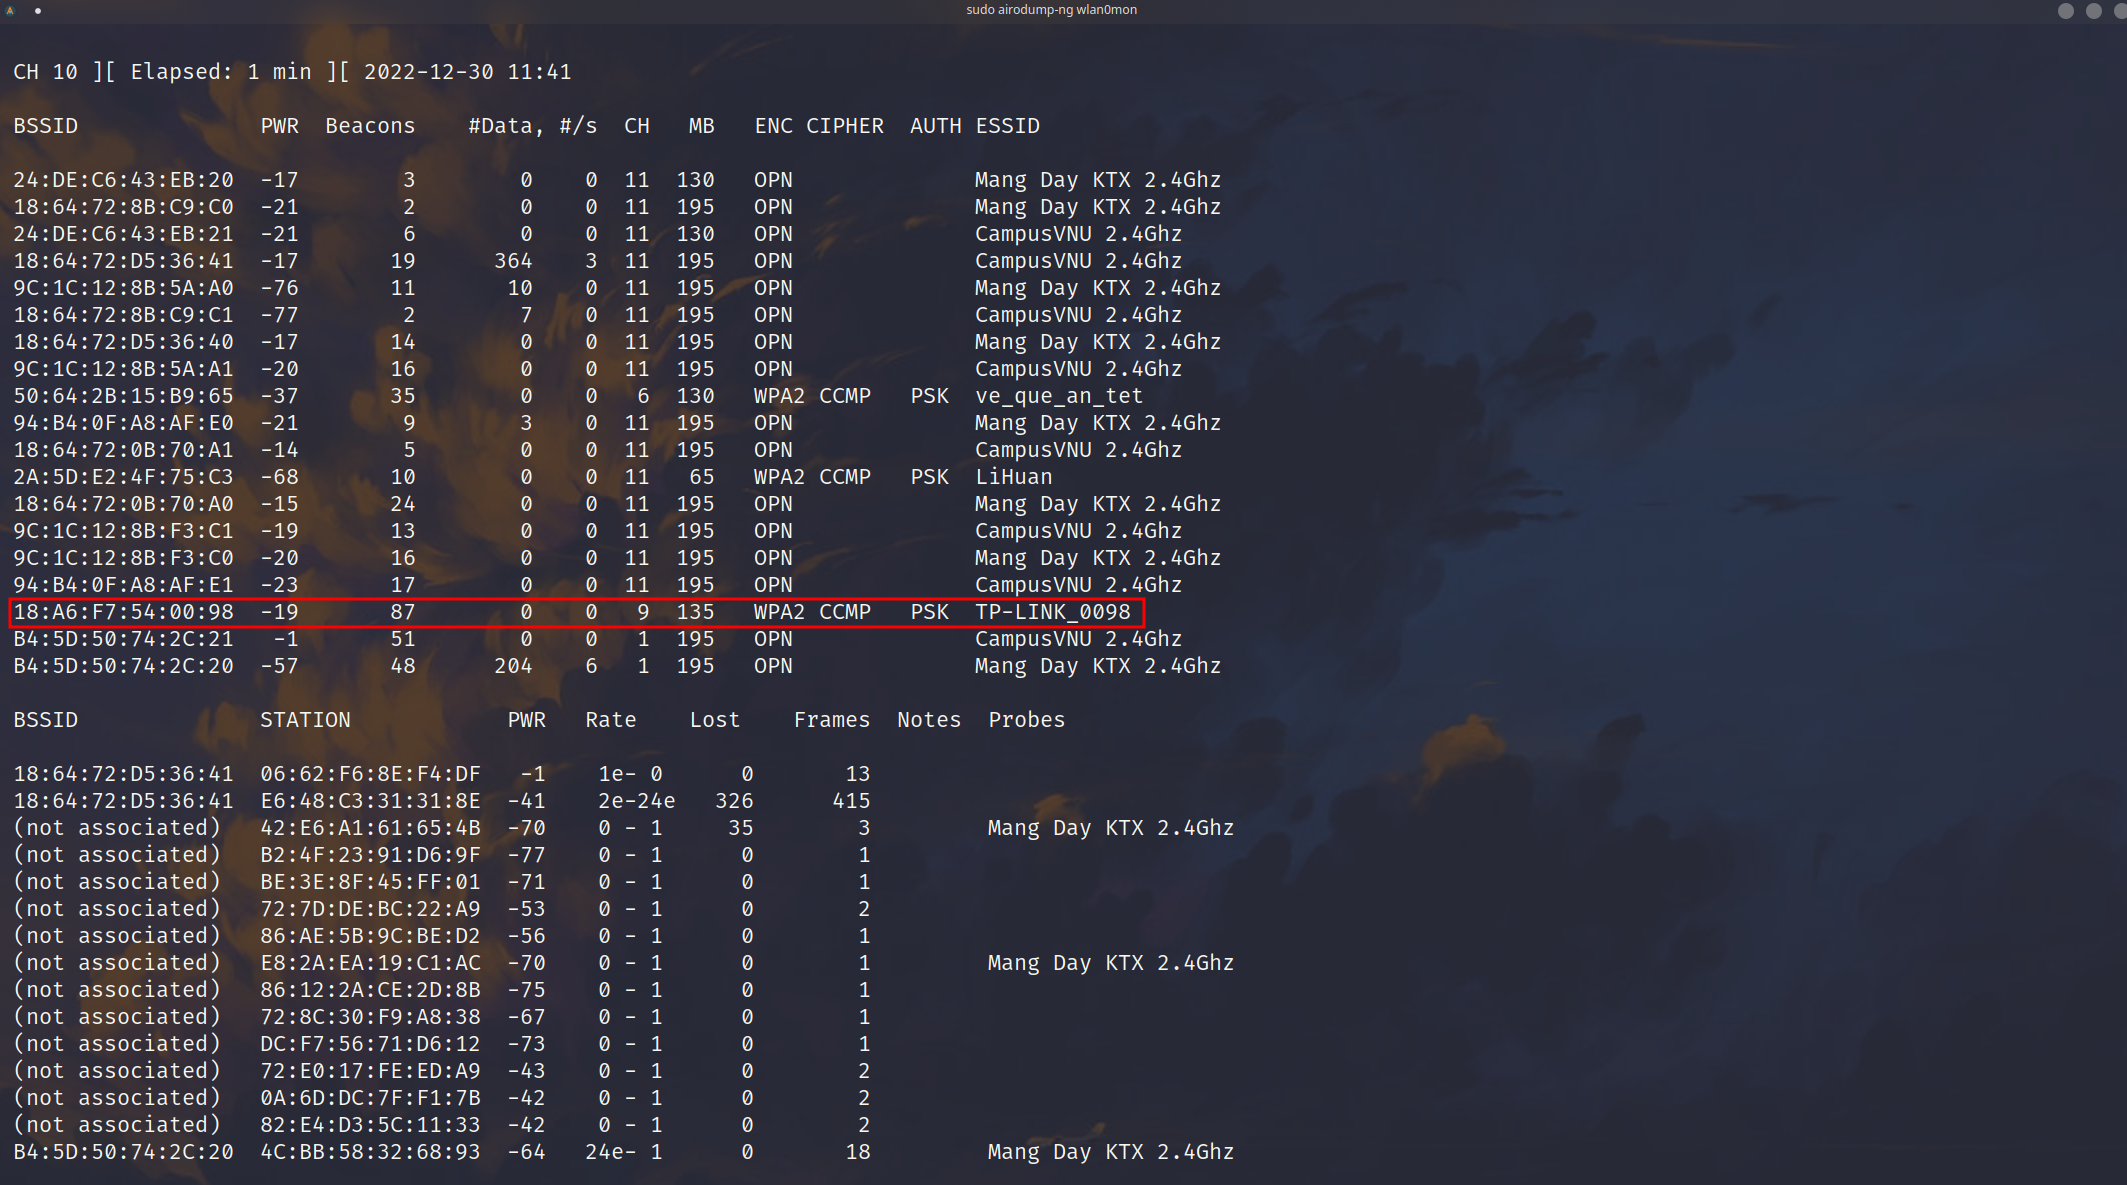 sudo airodump-ng wlan0mon
CH 10 ][ Elapsed: 1 min ][ 2022-12-30 11:41
BSSID PWR Beacons #Data, #/s CH MB ENC CIPHER AUTH ESSID
24:DE:C6:43:EB:20 -17 3 0 0 11 130 OPN Mang Day KTX 2.4Ghz
18:64:72:8B:C9:C0 -21 2 0 0 11 195 OPN Mang Day KTX 2.4Ghz
24:DE:C6:43:EB:21 -21 6 0 0 11 130 OPN CampusVNU 2.4Ghz
18:64:72:D5:36:41 -17 19 364 3 11 195 OPN CampusVNU 2.4Ghz
9C:1C:12:8B:5A:A0 -76 11 10 0 11 195 OPN Mang Day KTX 2.4Ghz
18:64:72:8B:C9:C1 -77 2 7 0 11 195 OPN CampusVNU 2.4Ghz
18:64:72:D5:36:40 -17 14 0 0 11 195 OPN Mang Day KTX 2.4Ghz
9C:1C:12:8B:5A:A1 -20 16 0 0 11 195 OPN CampusVNU 2.4Ghz
50:64:2B:15:B9:65 -37 35 0 0 6 130 WPA2 CCMP PSK ve_que_an_tet
94:B4:0F:A8:AF:E0 -21 9 3 0 11 195 OPN Mang Day KTX 2.4Ghz
18:64:72:0B:70:A1 -14 5 0 0 11 195 OPN CampusVNU 2.4Ghz
2A:5D:E2:4F:75:C3 -68 10 0 0 11 65 WPA2 CCMP PSK LiHuan
18:64:72:0B:70:A0 -15 24 0 0 11 195 OPN Mang Day KTX 2.4Ghz
9C:1C:12:8B:F3:C1 -19 13 0 0 11 195 OPN CampusVNU 2.4Ghz
9C:1C:12:8B:F3:C0 -20 16 0 0 11 195 OPN Mang Day KTX 2.4Ghz
94:B4:0F:A8:AF:E1 -23 17 0 0 11 195 OPN CampusVNU 2.4Ghz
18:A6:F7:54:00:98 -19 87 0 0 9 135 WPA2 CCMP PSK TP-LINK_0098
B4:5D:50:74:2C:21 -1 51 0 0 1 195 OPN CampusVNU 2.4Ghz
B4:5D:50:74:2C:20 -57 48 204 6 1 195 OPN Mang Day KTX 2.4Ghz
BSSID STATION PWR Rate Lost Frames Notes Probes
18:64:72:D5:36:41 06:62:F6:8E:F4:DF -1 1e- 0 0 13
18:64:72:D5:36:41 E6:48:C3:31:31:8E -41 2e-24e 326 415
(not associated) 42:E6:A1:61:65:4B -70 0 - 1 35 3 Mang Day KTX 2.4Ghz
(not associated) B2:4F:23:91:D6:9F -77 0 - 1 0 1
(not associated) BE:3E:8F:45:FF:01 -71 0 - 1 0 1
(not associated) 72:7D:DE:BC:22:A9 -53 0 - 1 0 2
(not associated) 86:AE:5B:9C:BE:D2 -56 0 - 1 0 1
(not associated) E8:2A:EA:19:C1:AC -70 0 - 1 0 1 Mang Day KTX 2.4Ghz
(not associated) 86:12:2A:CE:2D:8B -75 0 - 1 0 1
(not associated) 72:8C:30:F9:A8:38 -67 0 - 1 0 1
(not associated) DC:F7:56:71:D6:12 -73 0 - 1 0 1
(not associated) 72:E0:17:FE:ED:A9 -43 0 - 1 0 2
(not associated) 0A:6D:DC:7F:F1:7B -42 0 - 1 0 2
(not associated) 82:E4:D3:5C:11:33 -42 0 - 1 0 2
B4:5D:50:74:2C:20 4C:BB:58:32:68:93 -64 24e- 1 0 18 Mang Day KTX 2.4Ghz